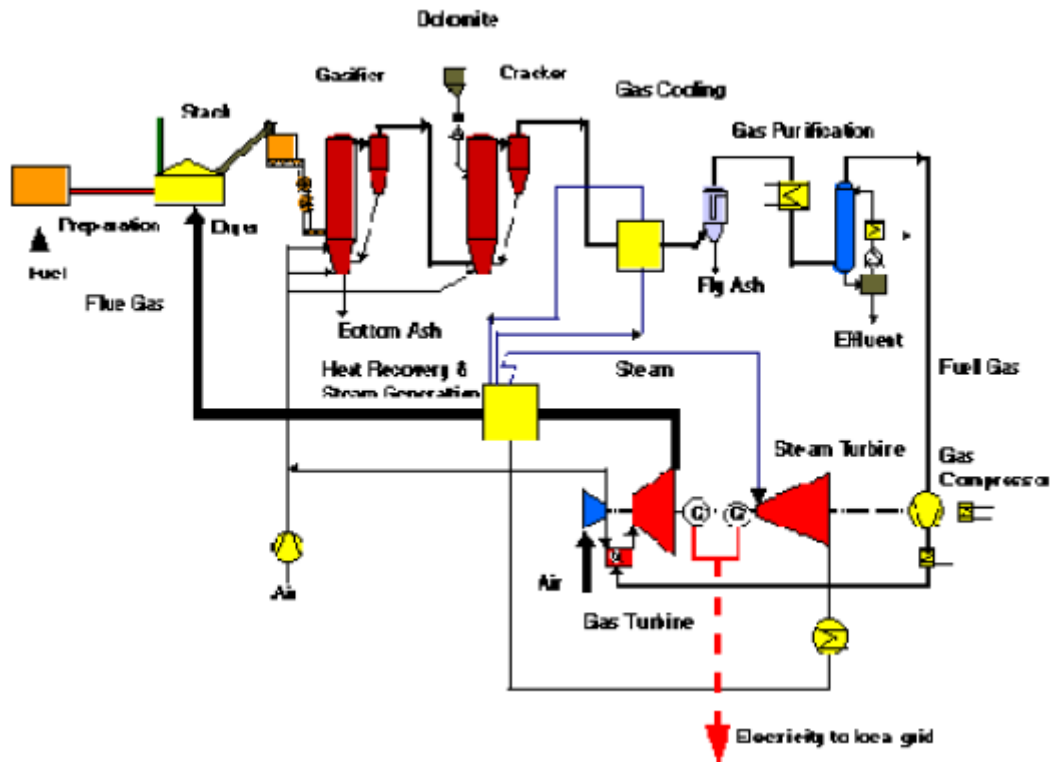 Dolomite
Gasifier
Cracker
Gas Cooling
Stack
Gas Purification
Preparation
Dryer
Fuel
Flue Gas
Fly Ash
Bottom Ash
Effluent
Heat Recovery &
Steam Generation
Steam
Fuel Gas
Steam Turbine
Gas
Compressor
G
G
Air
Air
Gas Turbine
Electricity to local grid